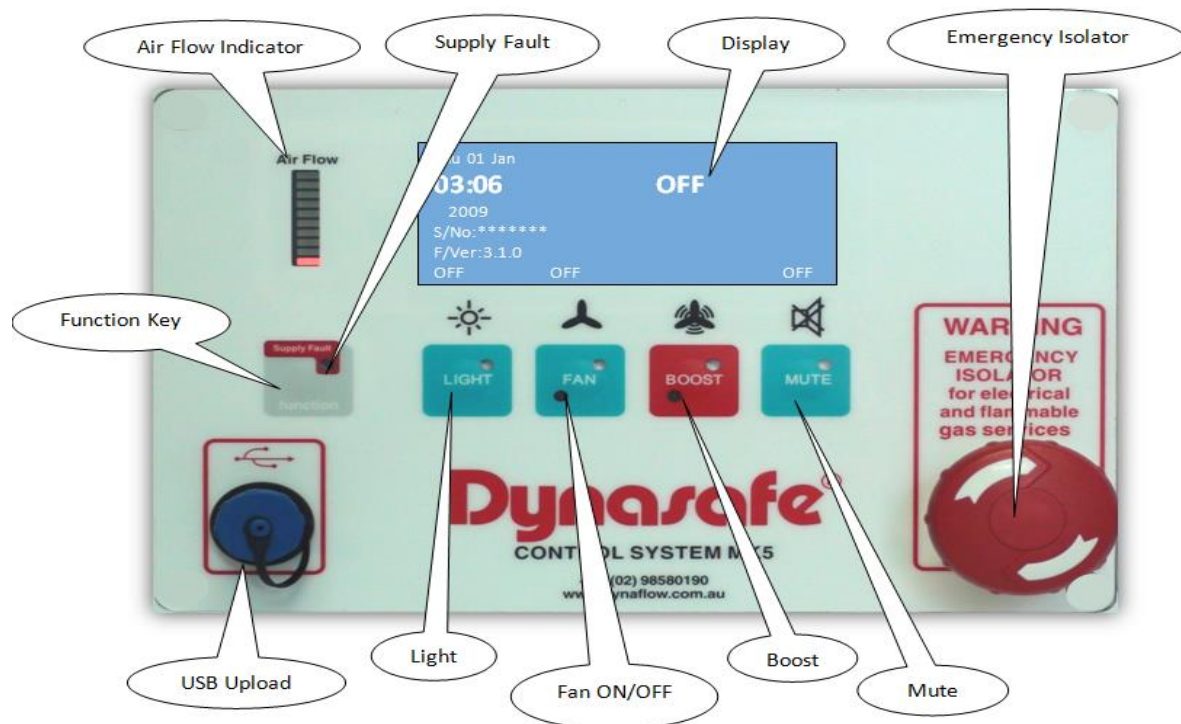 Air Flow Indicator
Supply Fault
Display
Emergency Isolator
Air Flow
01 Jan
03:06 OFF
2009
S/No:*******
F/Ver:3.1.0
OFF OFF OFF
Function Key
Supply Fault
function
LIGHT
FAN
BOOST
MUTE
WARNING
EMERGENCY
ISOLATOR
for electrical
and flammable
gas services
Dynasafe®
CONTROL SYSTEM MK5
(02) 98580190
www.dynaflow.com.au
USB Upload
Light
Fan ON/OFF
Boost
Mute